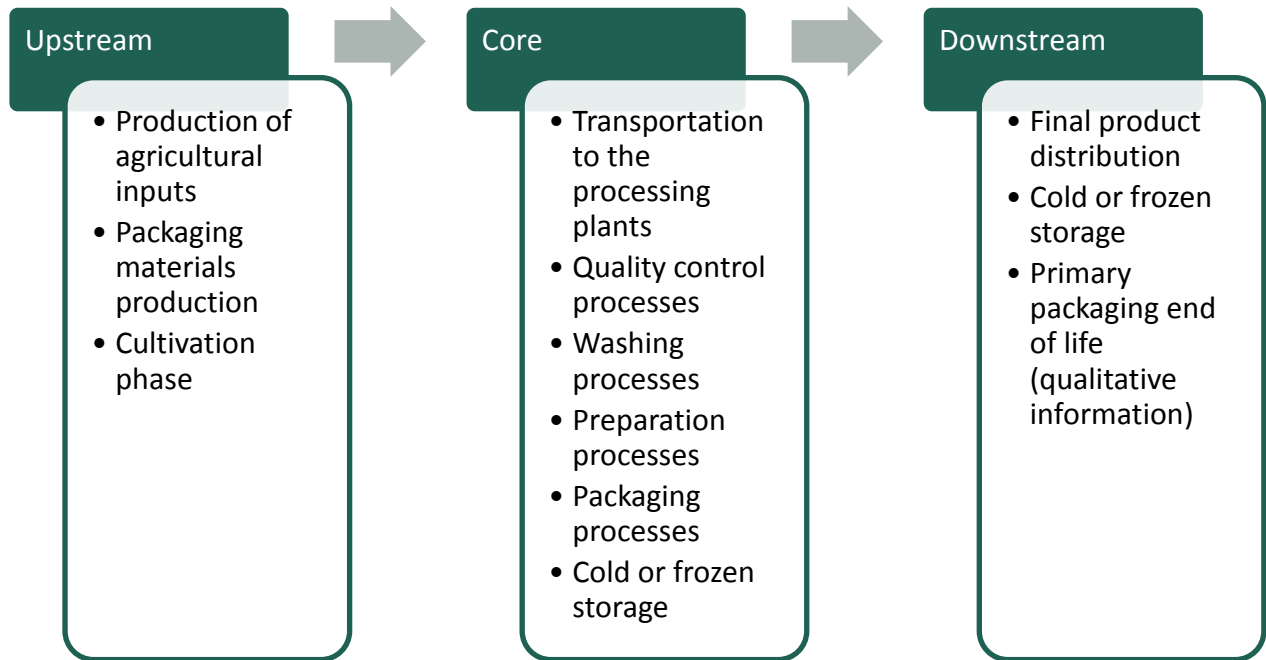 Upstream
• Production of
agricultural
inputs
• Packaging
materials
production
• Cultivation
phase
Core
• Transportation
to the
processing
plants
• Quality control
processes
• Washing
processes
• Preparation
processes
• Packaging
processes
• Cold or frozen
storage
Downstream
• Final product
distribution
• Cold or frozen
storage
• Primary
packaging end
of life
(qualitative
information)